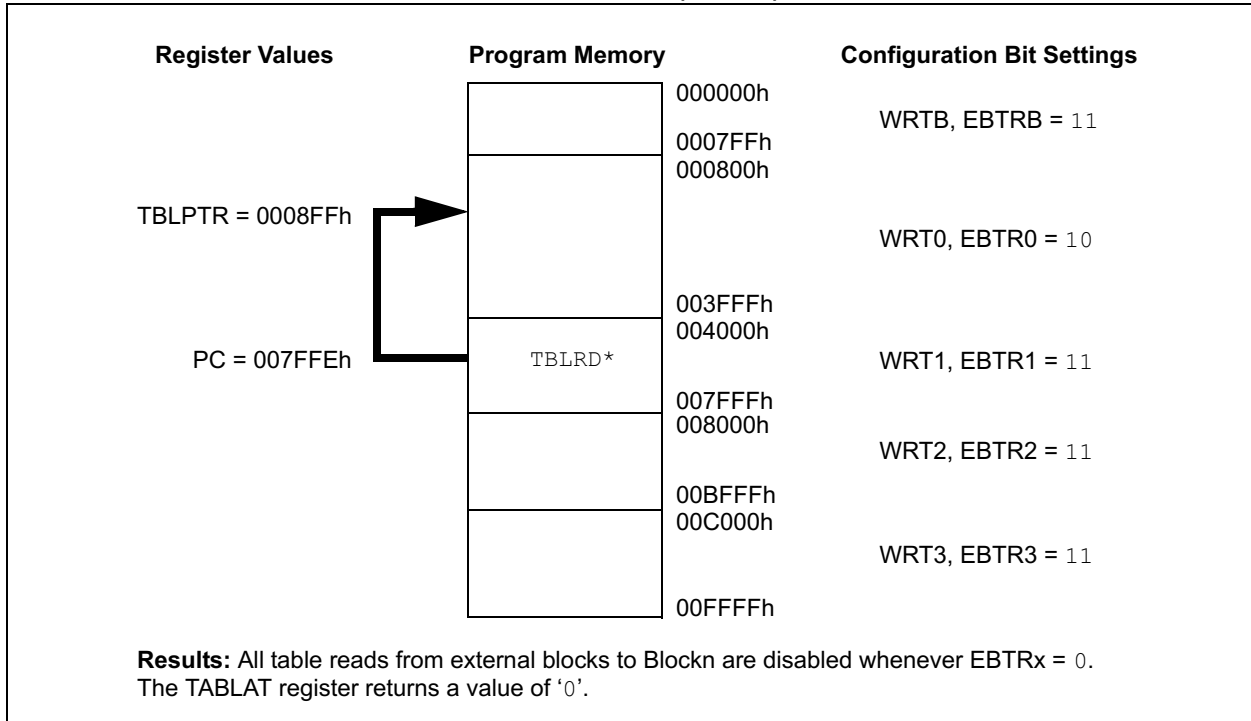 Register Values Program Memory Configuration Bit Settings
000000h
WRTB, EBTRB = 11
0007FFh
000800h
TBLPTR = 0008FFh
WRT0, EBTR0 = 10
003FFFh
004000h
PC = 007FFEh TBLRD* WRT1, EBTR1 = 11
007FFFh
008000h
WRT2, EBTR2 = 11
00BFFFh
00C000h
WRT3, EBTR3 = 11
00FFFFh
Results: All table reads from external blocks to Blockn are disabled whenever EBTRx = 0.
The TABLAT register returns a value of ‘0’.